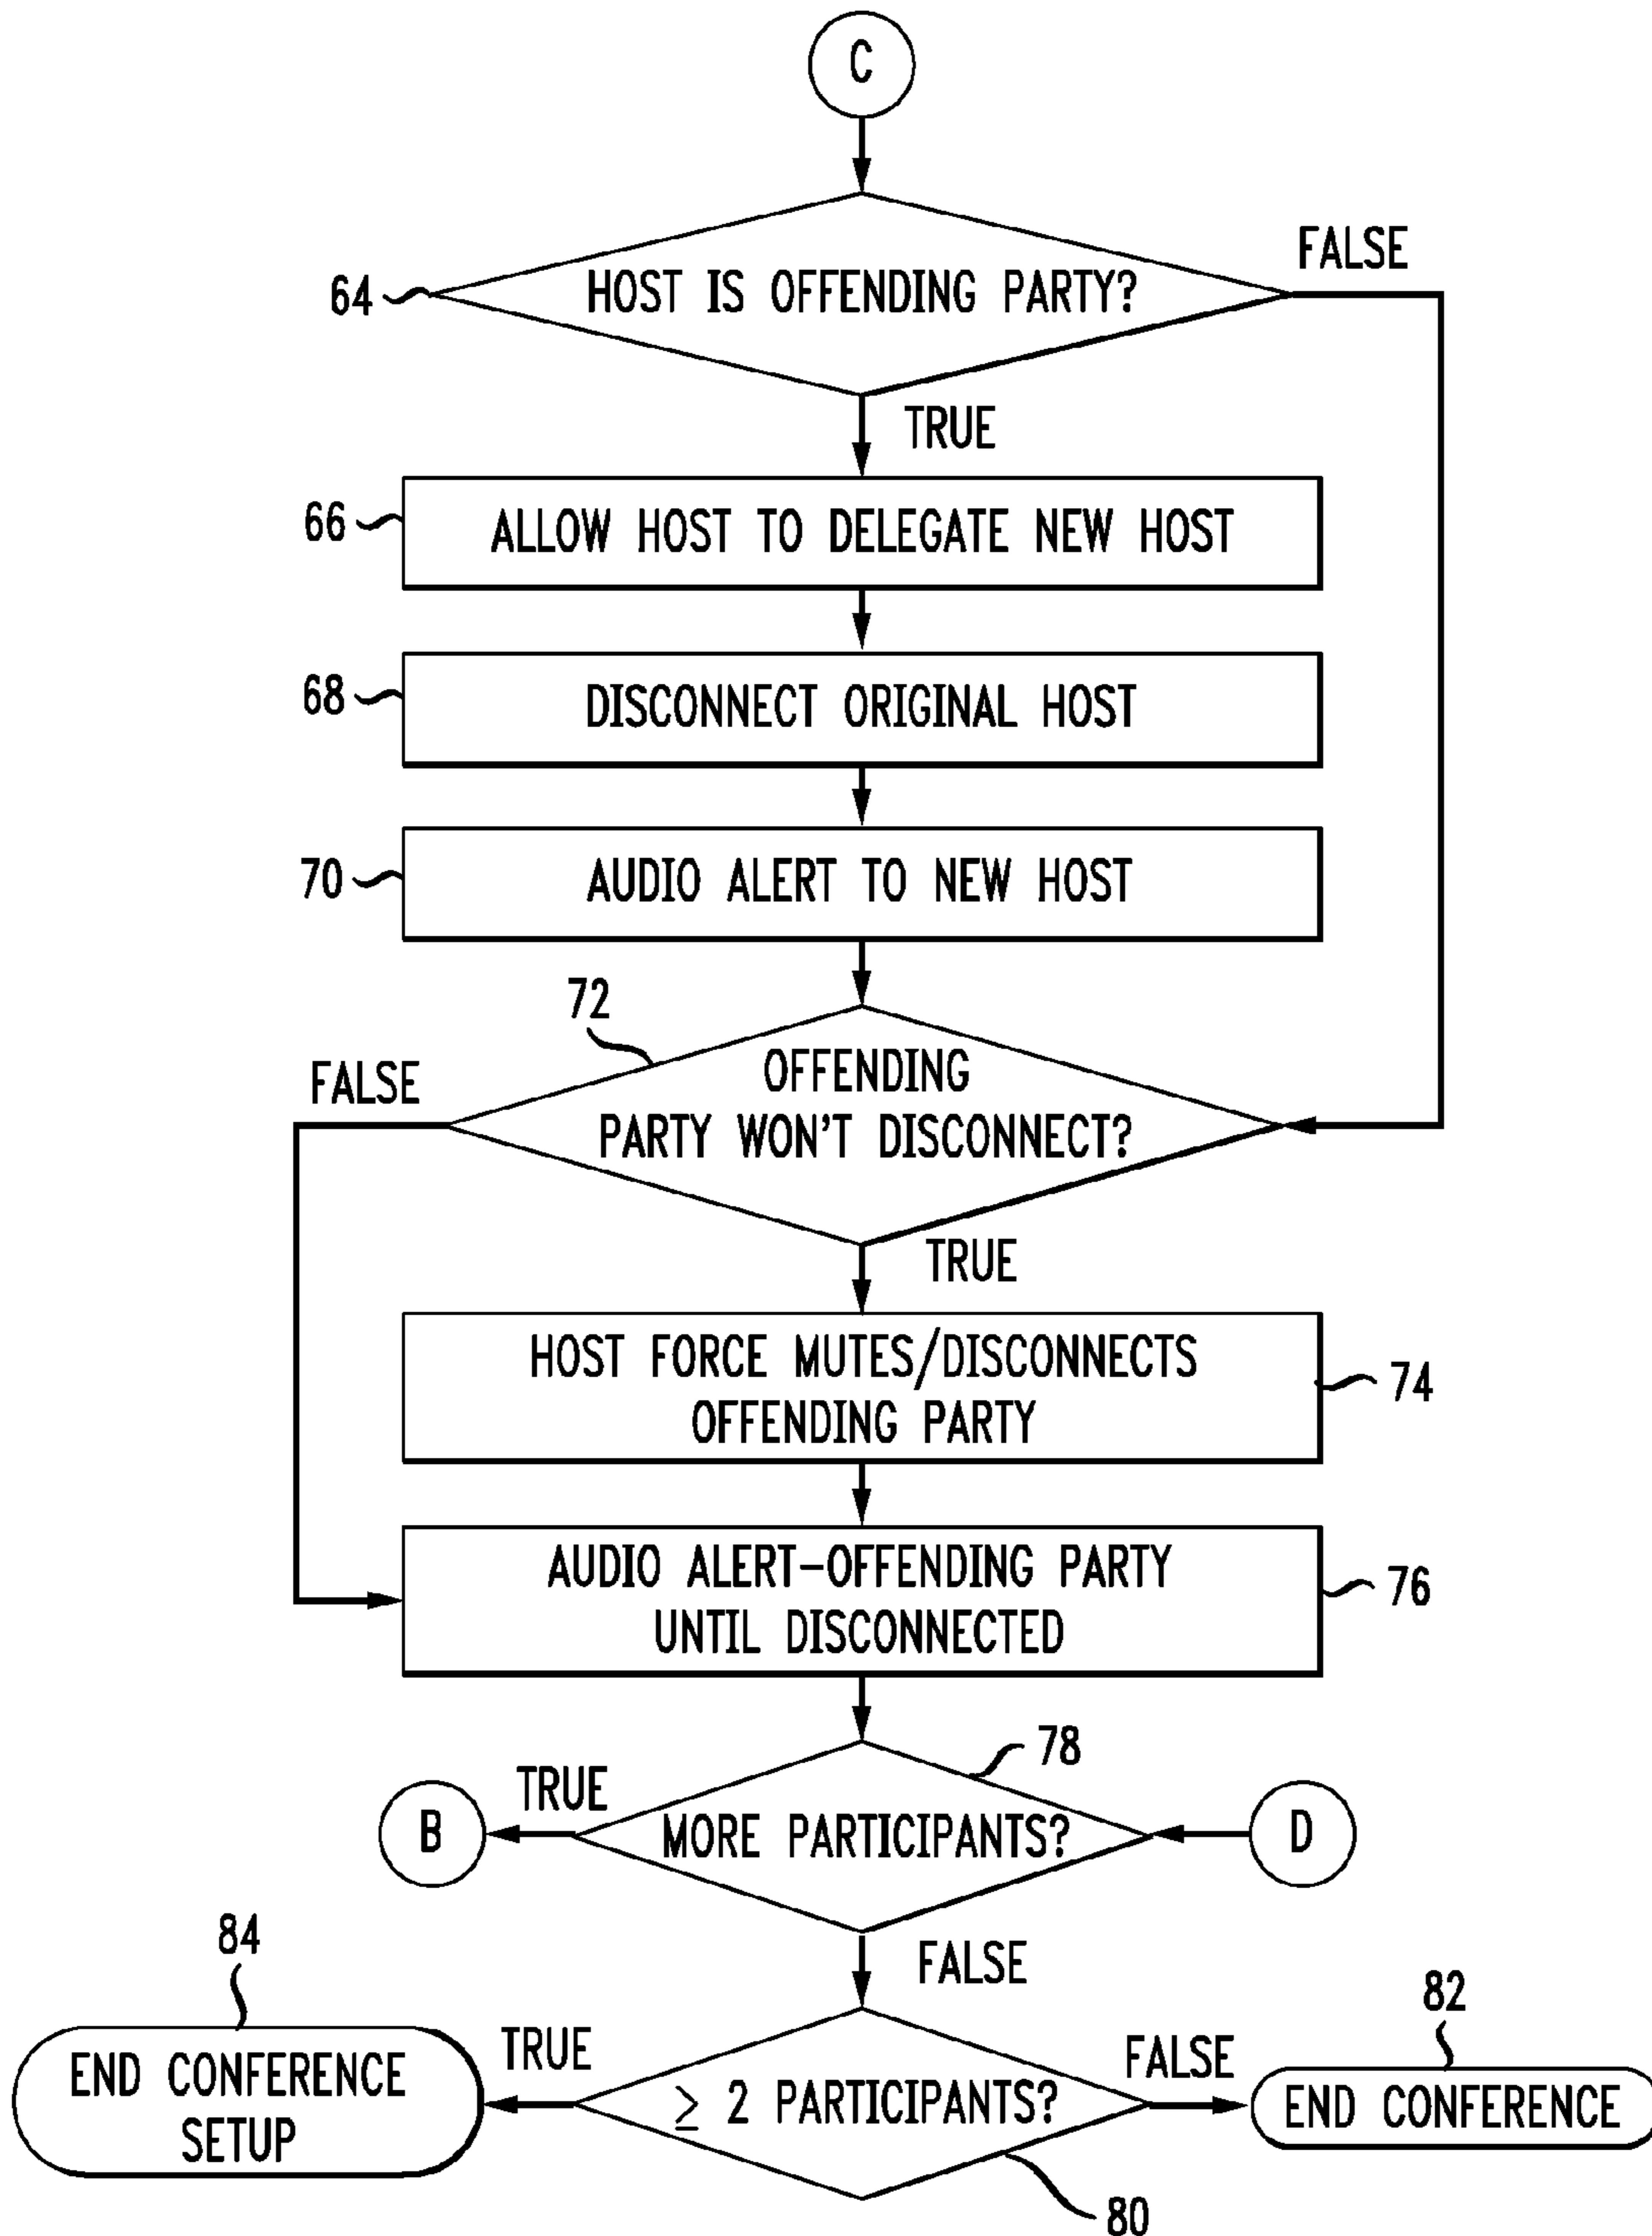 C
HOST IS OFFENDING PARTY?
FALSE
64
TRUE
66
ALLOW HOST TO DELEGATE NEW HOST
68
DISCONNECT ORIGINAL HOST
70
AUDIO ALERT TO NEW HOST
72
FALSE
OFFENDING
PARTY WON'T DISCONNECT?
TRUE
HOST FORCE MUTES/DISCONNECTS
OFFENDING PARTY
74
AUDIO ALERT-OFFENDING PARTY
UNTIL DISCONNECTED
76
78
TRUE
B
MORE PARTICIPANTS?
D
FALSE
84
82
TRUE
FALSE
END CONFERENCE
SETUP
≥ 2 PARTICIPANTS?
END CONFERENCE
80